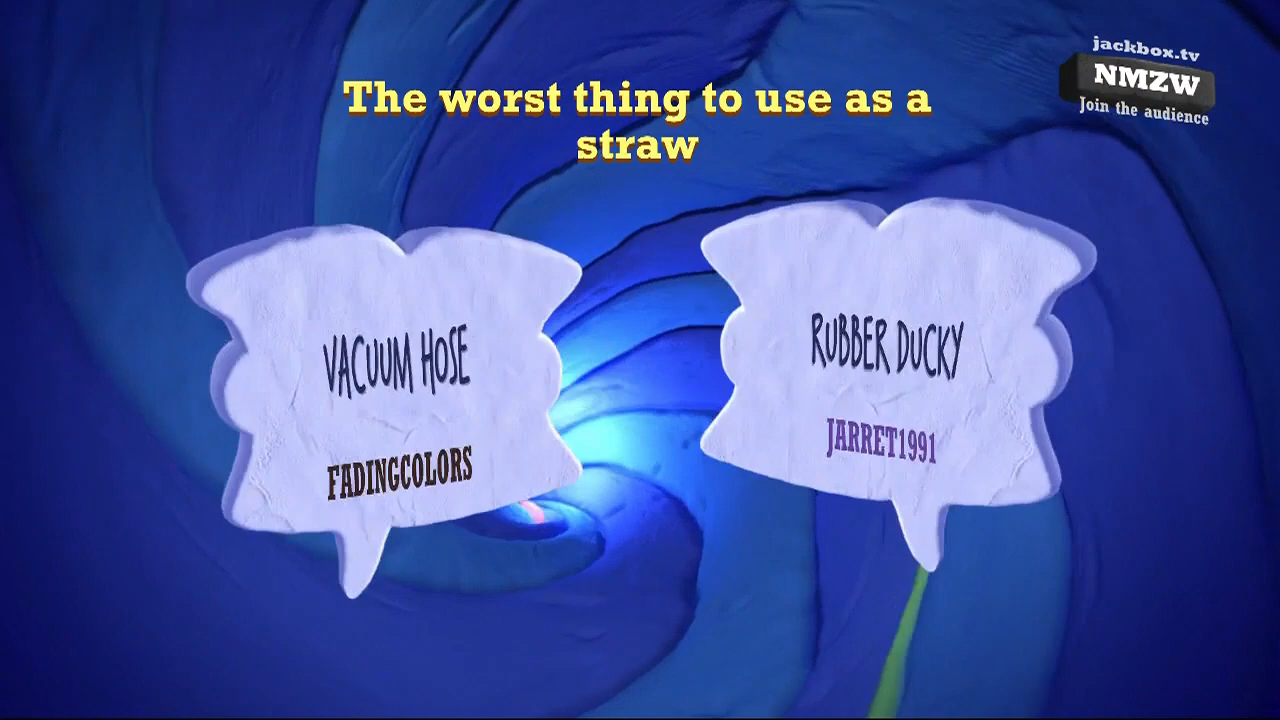 jackbox.tv
NMZW
Join the audience
The worst thing to use as a
straw
VACUUM HOSE
FADINGCOLORS
RUBBER DUCKY
JARRET1991